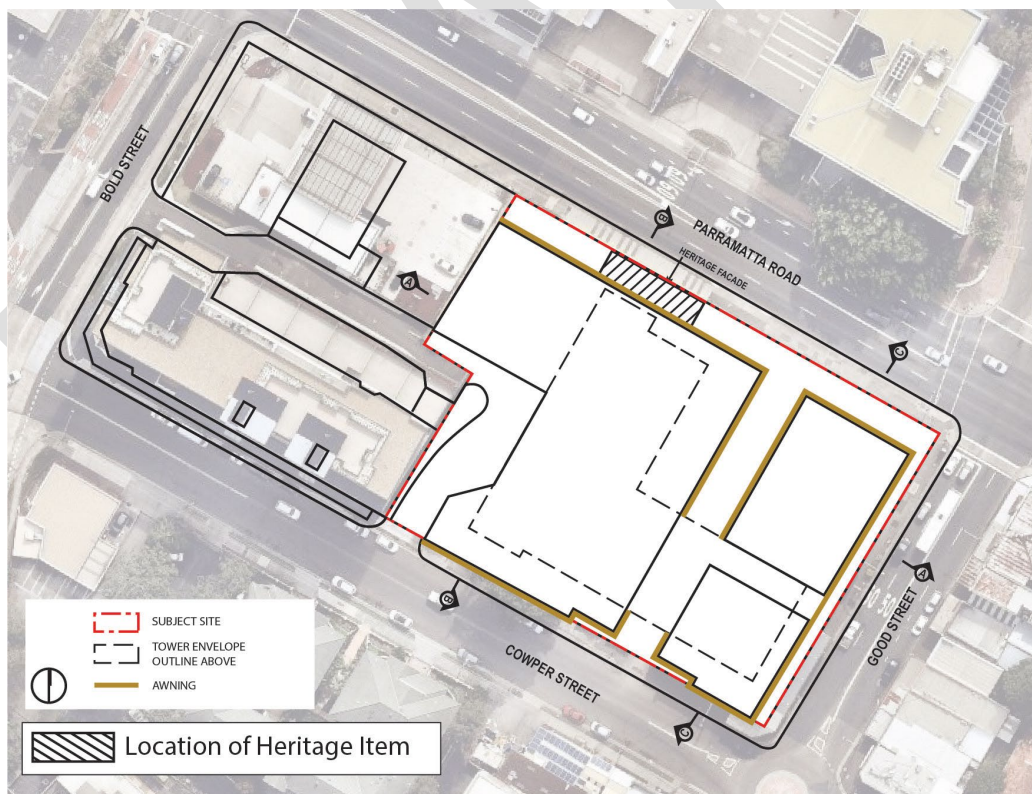 BOLD STREET
B
PARRAMATTA ROAD
HERITAGE FACADE
A
C
A
B
GOOD STREET
COWPER STREET
C
SUBJECT SITE
TOWER ENVELOPE
OUTLINE ABOVE
AWNING
Location of Heritage Item